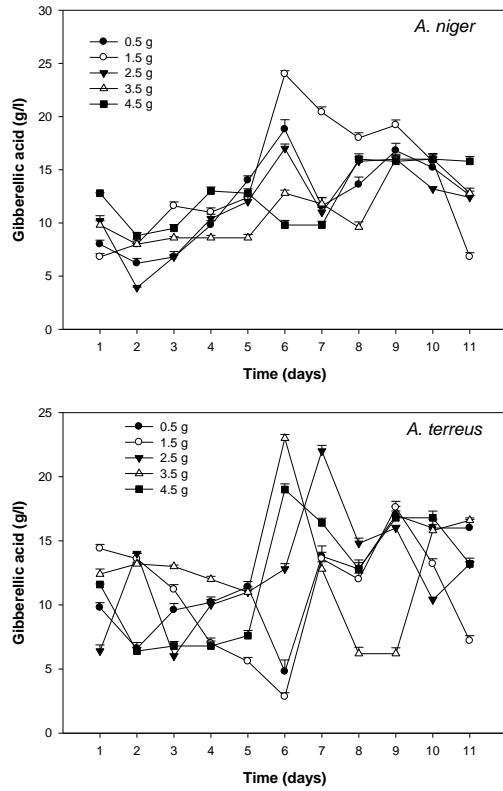 A. niger
30
25
20
15
10
5
0
Gibberellic acid (g/l)
0.5 g
1.5 g
2.5 g
3.5 g
4.5 g
1 2 3 4 5 6 7 8 9 10 11
Time (days)
A. terreus
25
20
15
10
5
0
Gibberellic acid (g/l)
0.5 g
1.5 g
2.5 g
3.5 g
4.5 g
1 2 3 4 5 6 7 8 9 10 11
Time (days)